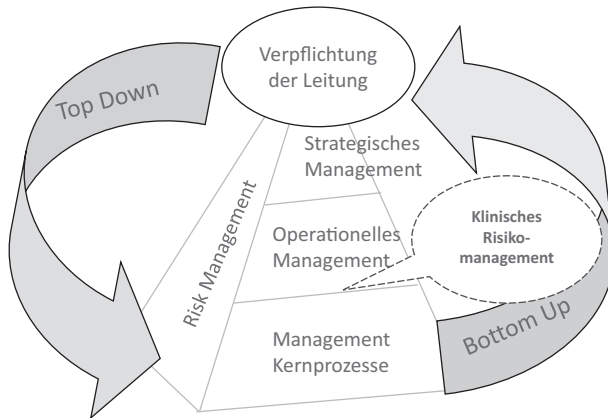 Verpflichtung
der Leitung
Top Down
Strategisches
Management
Risk Management
Operationelles
Management
Klinisches
Risiko-
management
Management
Kernprozesse
Bottom Up